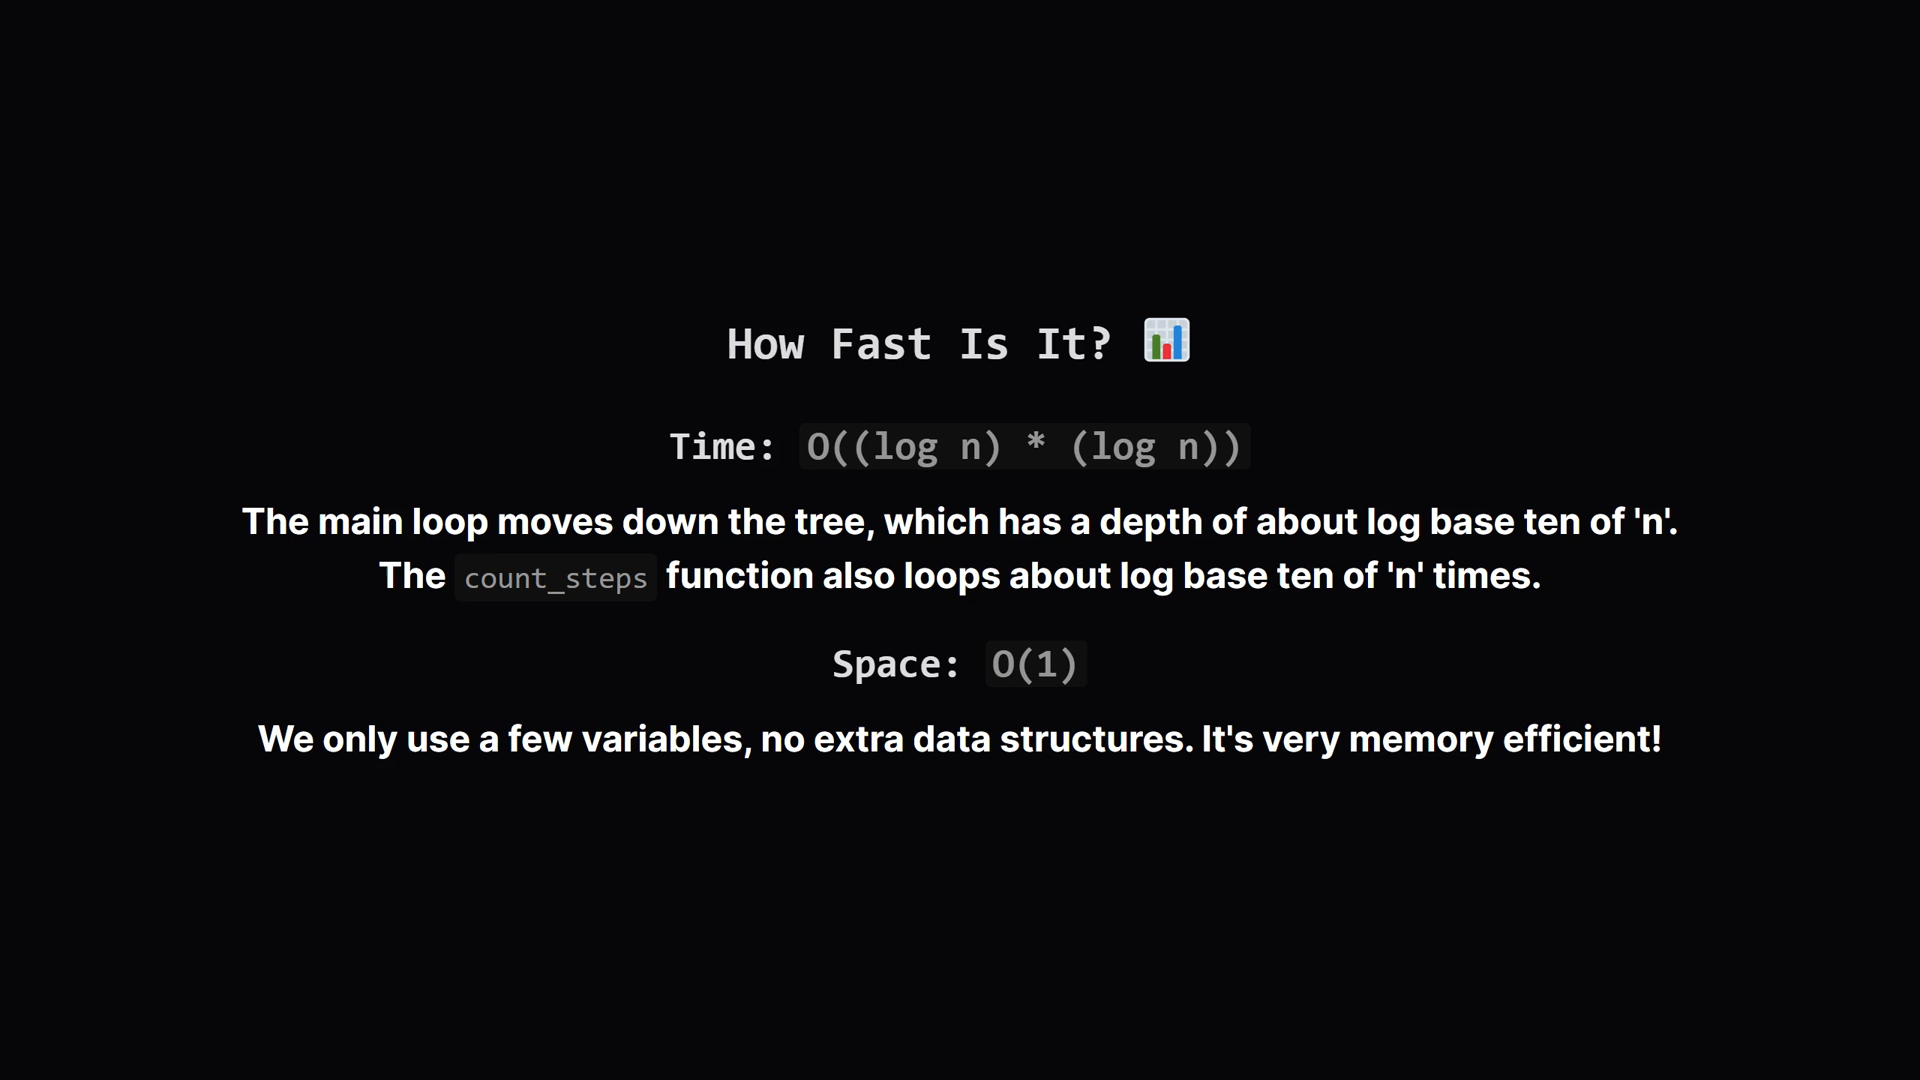 How Fast Is It? 📊
Time: O((log n) * (log n))
The main loop moves down the tree, which has a depth of about log base ten of 'n'.
The count_steps function also loops about log base ten of 'n' times.
Space: O(1)
We only use a few variables, no extra data structures. It's very memory efficient!